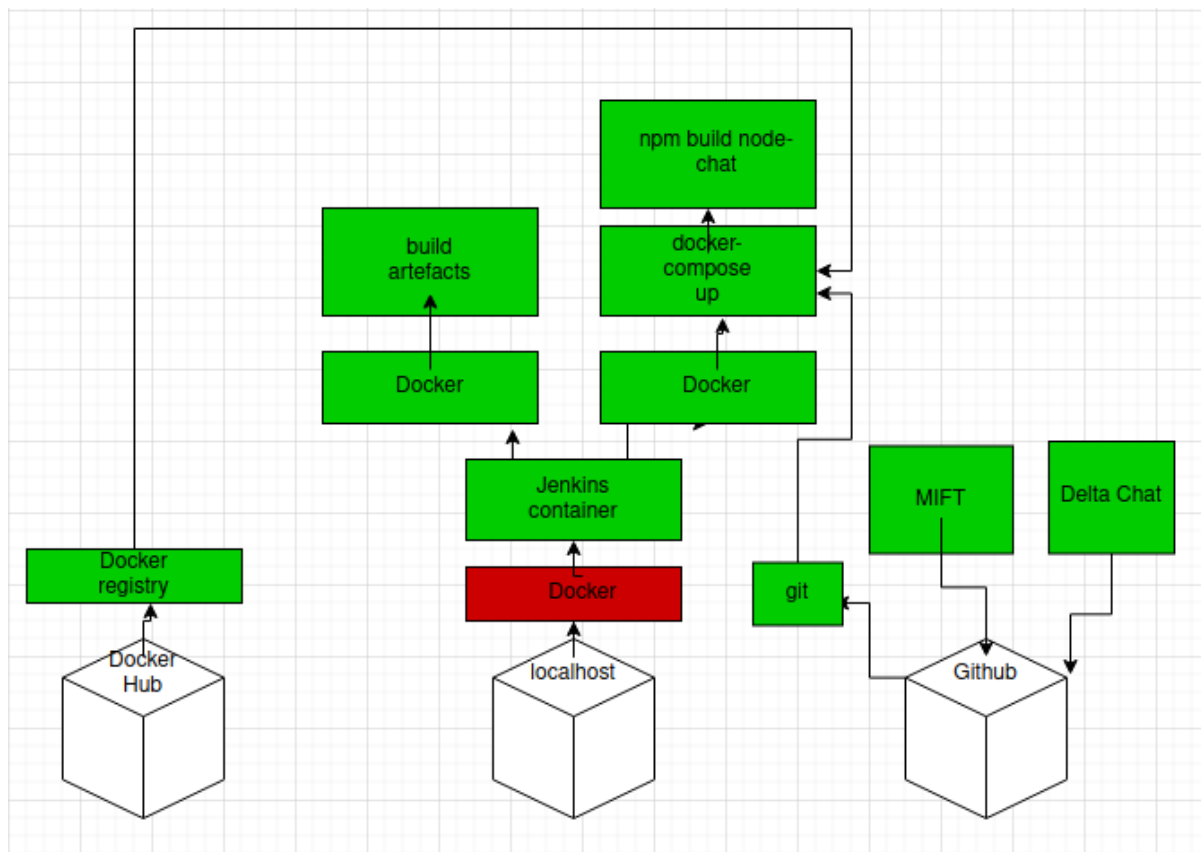 npm build node-
chat
build
artefacts
docker-
compose
up
Docker
Docker
Jenkins
container
MIFT
Delta Chat
Docker
registry
Docker
git
Docker
Hub
localhost
Github